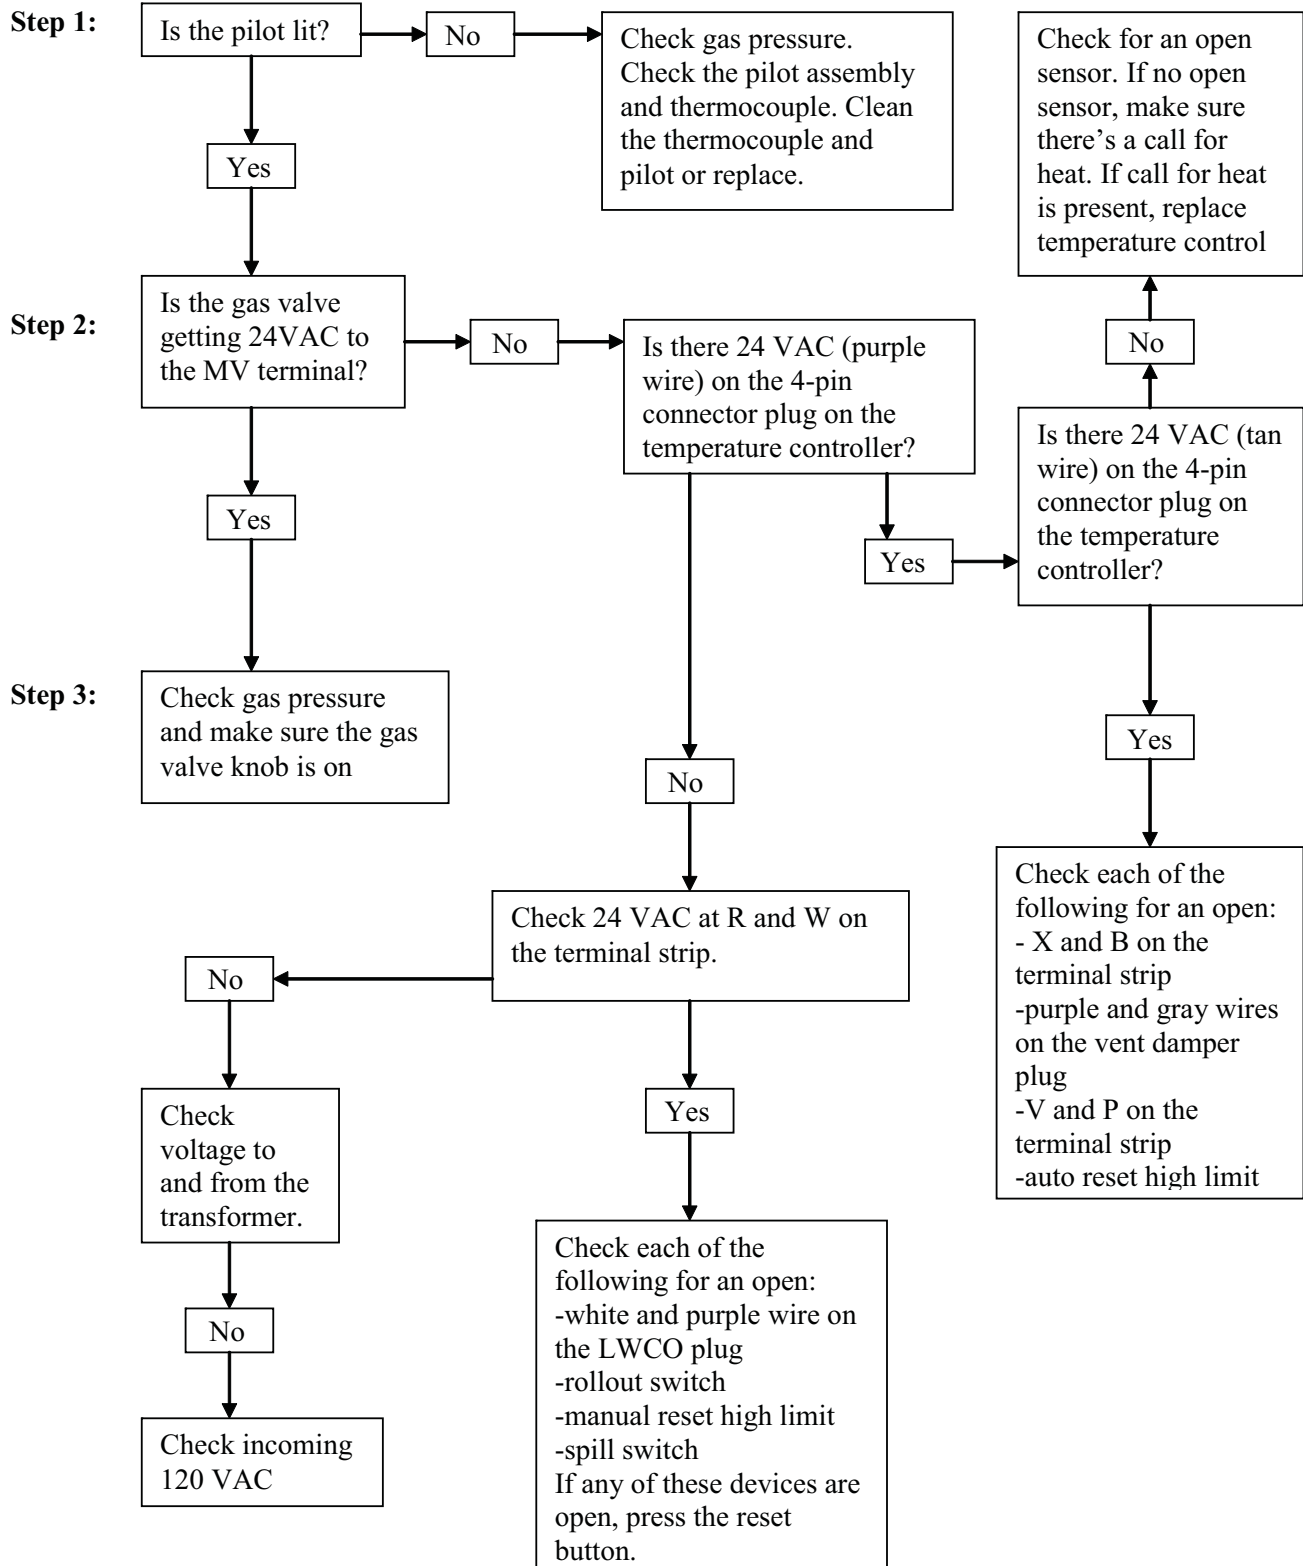 Step 1:
Is the pilot lit?
No
Check gas pressure.
Check the pilot assembly
and thermocouple. Clean
the thermocouple and
pilot or replace.
Check for an open
sensor. If no open
sensor, make sure
there's a call for
heat. If call for heat
is present, replace
temperature control
Yes
Step 2:
Is the gas valve
getting 24VAC to
the MV terminal?
No
Is there 24 VAC (purple
wire) on the 4-pin
connector plug on the
temperature controller?
No
Is there 24 VAC (tan
wire) on the 4-pin
connector plug on
the temperature
controller?
Yes
Yes
Step 3:
Check gas pressure
and make sure the gas
valve knob is on
No
Yes
Check each of the
following for an open:
- X and B on the
terminal strip
-purple and gray wires
on the vent damper
plug
-V and P on the
terminal strip
-auto reset high limit
Check 24 VAC at R and W on
the terminal strip.
No
Check
voltage to
and from the
transformer.
Yes
No
Check incoming
120 VAC
Check each of the
following for an open:
-white and purple wire on
the LWCO plug
-rollout switch
-manual reset high limit
-spill switch
If any of these devices are
open, press the reset
button.